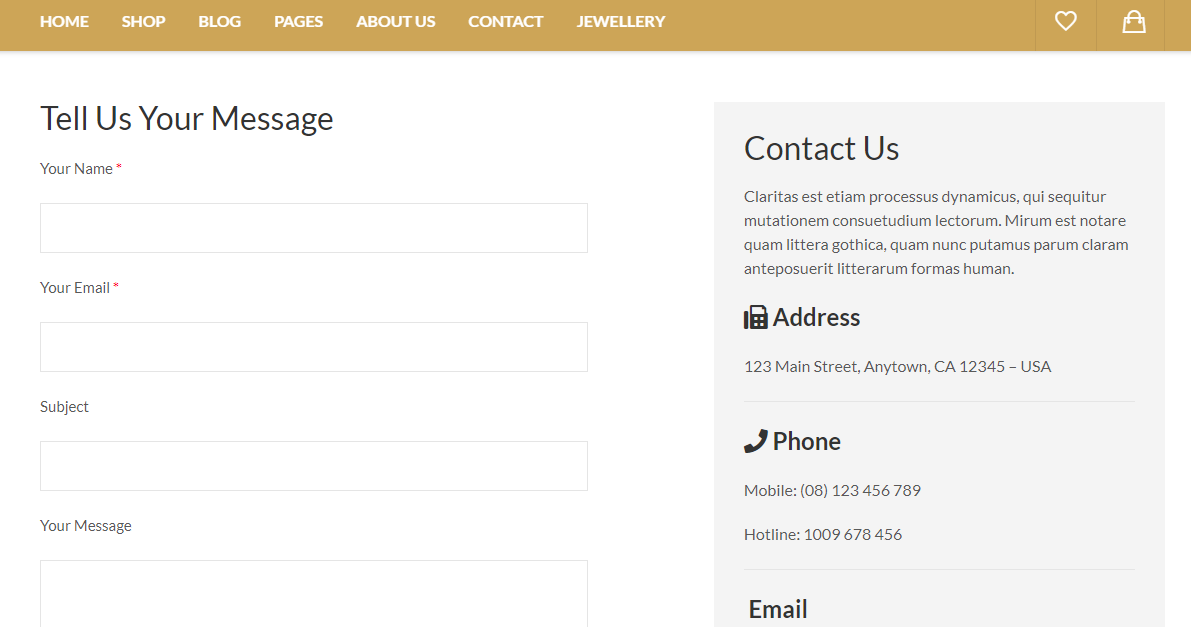 HOME SHOP BLOG PAGES ABOUT US CONTACT JEWELLERY
Tell Us Your Message
Your Name *
Your Email *
Subject
Your Message
Contact Us
Claritas est etiam processus dynamicus, qui sequitur
mutationem consuetudium lectorum. Mirum est notare
quam littera gothica, quam nunc putamus parum claram
anteposuerit litterarum formas human.
Address
123 Main Street, Anytown, CA 12345 – USA
Phone
Mobile: (08) 123 456 789
Hotline: 1009 678 456
Email